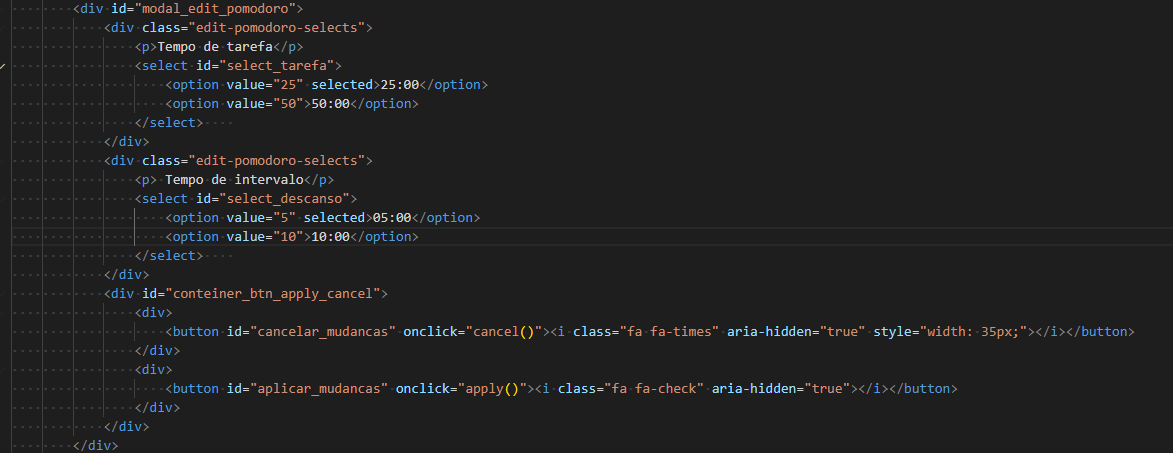 <div id="modal_edit_pomodoro">
<div class="edit-pomodoro-selects">
<p>Tempo de tarefa</p>
<select id="select_tarefa">
<option value="25" selected>25:00</option>
<option value="50">50:00</option>
</select>
</div>
<div class="edit-pomodoro-selects">
<p> Tempo de intervalo</p>
<select id="select_descanso">
<option value="5" selected>05:00</option>
<option value="10">10:00</option>
</select>
</div>
<div id="conteiner_btn_apply_cancel">
<div>
<button id="cancelar_mudancas" onclick="cancel()"><i class="fa fa-times" aria-hidden="true" style="width: 35px;"></i></button>
</div>
<div>
<button id="aplicar_mudancas" onclick="apply()"><i class="fa fa-check" aria-hidden="true"></i></button>
</div>
</div>
</div>